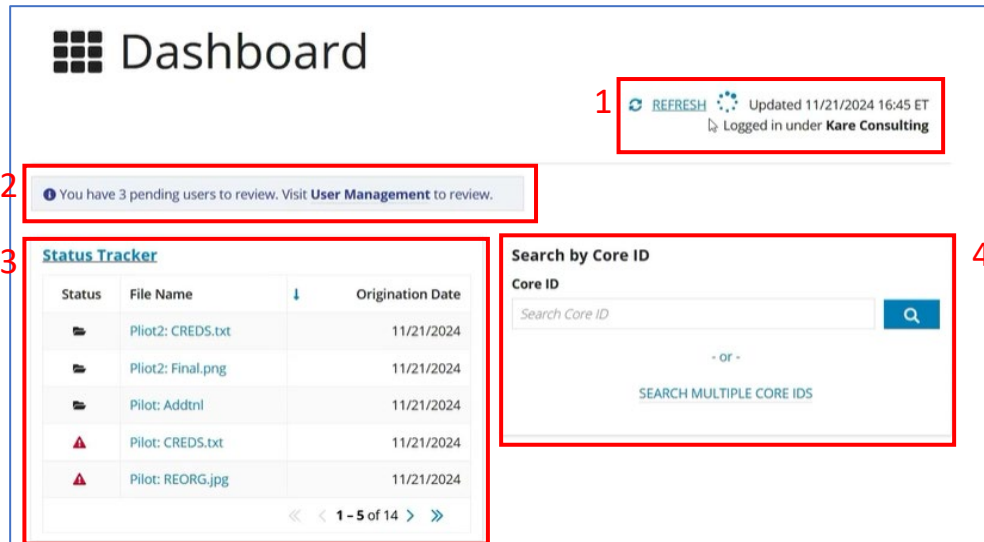 Dashboard
1
REFRESH Updated 11/21/2024 16:45 ET
Logged in under Kare Consulting
2
You have 3 pending users to review. Visit User Management to review.
3
Status Tracker
Status File Name Origination Date
Pliot2: CREDS.txt 11/21/2024
Pliot2: Final.png 11/21/2024
Pilot: Addtnl 11/21/2024
Pilot: CREDS.txt 11/21/2024
Pilot: REORG.jpg 11/21/2024
1 – 5 of 14
4
Search by Core ID
Core ID
Search Core ID
- or -
SEARCH MULTIPLE CORE IDS